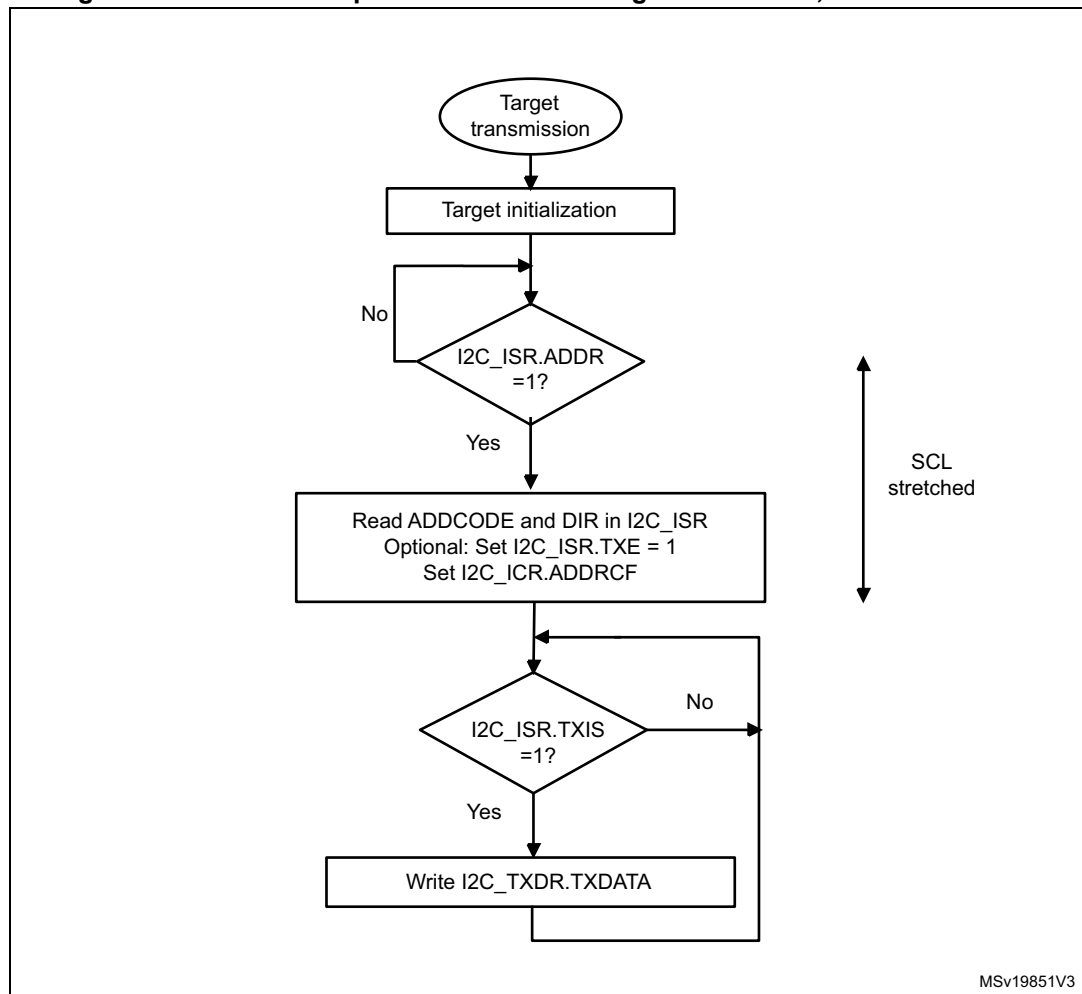 Target
transmission
Target initialization
No
I2C_ISR.ADDR
=1?
Yes
SCL
stretched
Read ADDCODE and DIR in I2C_ISR
Optional: Set I2C_ISR.TXE = 1
Set I2C_ICR.ADDRCF
No
I2C_ISR.TXIS
=1?
Yes
Write I2C_TXDR.TXDATA
MSv19851V3